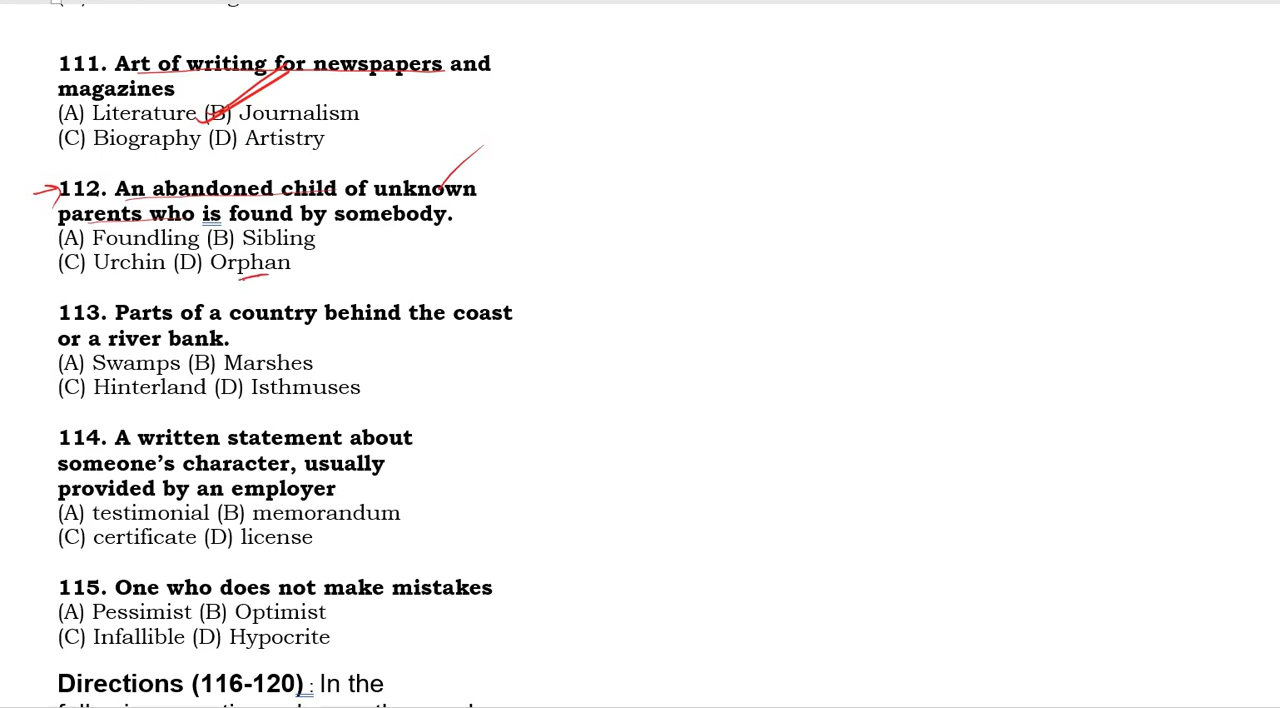 111. Art of writing for newspapers and
magazines
(A) Literature (B) Journalism
(C) Biography (D) Artistry
112. An abandoned child of unknown
parents who is found by somebody.
(A) Foundling (B) Sibling
(C) Urchin (D) Orphan
113. Parts of a country behind the coast
or a river bank.
(A) Swamps (B) Marshes
(C) Hinterland (D) Isthmuses
114. A written statement about
someone’s character, usually
provided by an employer
(A) testimonial (B) memorandum
(C) certificate (D) license
115. One who does not make mistakes
(A) Pessimist (B) Optimist
(C) Infallible (D) Hypocrite
Directions (116-120) : In the